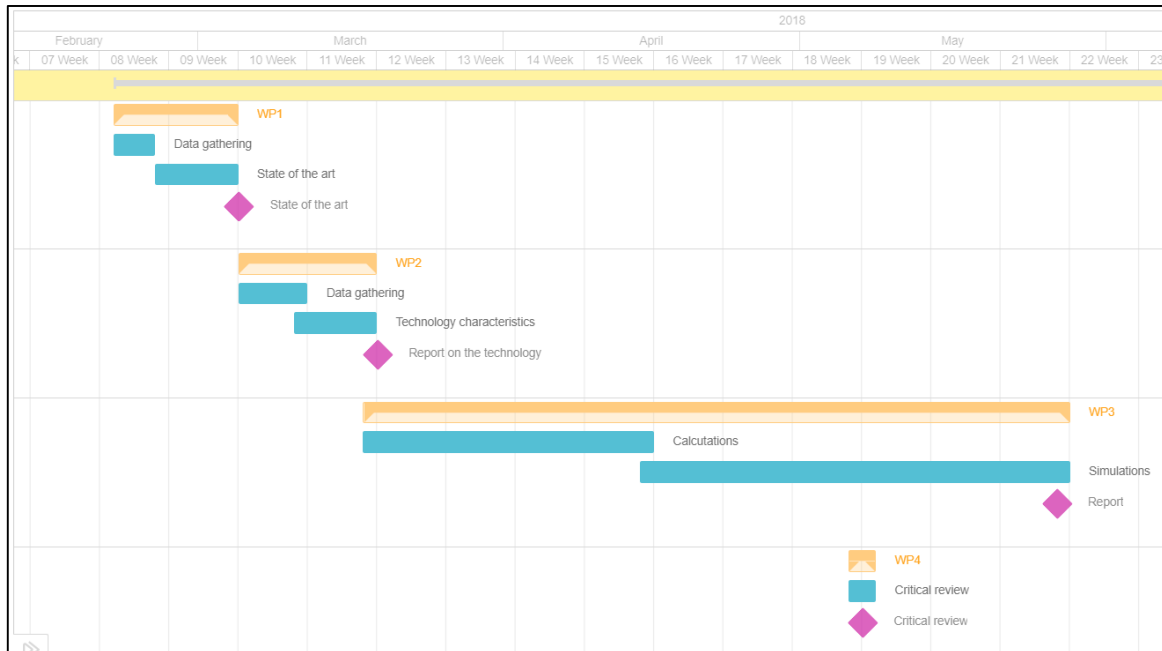 2018
February March April May
k 07 Week 08 Week 09 Week 10 Week 11 Week 12 Week 13 Week 14 Week 15 Week 16 Week 17 Week 18 Week 19 Week 20 Week 21 Week 22 Week 23
WP1
Data gathering
State of the art
State of the art
WP2
Data gathering
Technology characteristics
Report on the technology
WP3
Calcutations
Simulations
Report
WP4
Critical review
Critical review